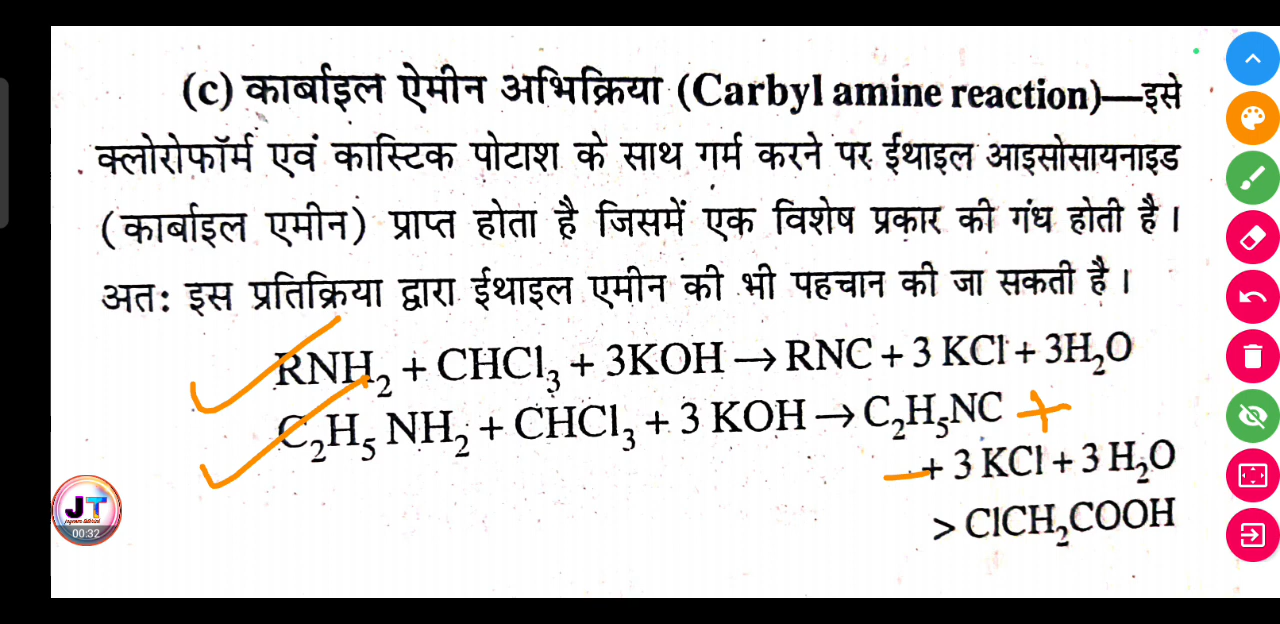 (c) कार्बाइल ऐमीन अभिक्रिया (Carbyl amine reaction)—इसे
क्लोरोफॉर्म एवं कास्टिक पोटाश के साथ गर्म करने पर ईथाइल आइसोसायनाइड
(कार्बाइल एमीन) प्राप्त होता है जिसमें एक विशेष प्रकार की गंध होती है।
अतः इस प्रतिक्रिया द्वारा ईथाइल एमीन की भी पहचान की जा सकती है।
RNH₂ + CHCl₃ + 3KOH → RNC + 3 KCl + 3H₂O
C₂H₅ NH₂ + CHCl₃ + 3 KOH → C₂H₅NC +
+ 3 KCl + 3 H₂O
> ClCH₂COOH
JT
00:32